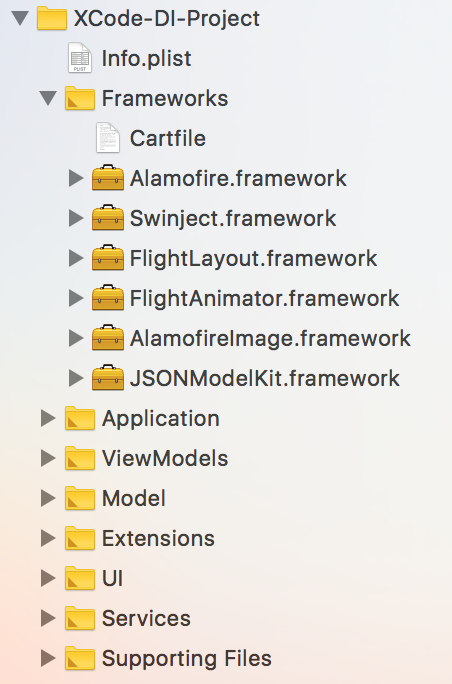 XCode-DI-Project
Info.plist
Frameworks
Cartfile
Alamofire.framework
Swinject.framework
FlightLayout.framework
FlightAnimator.framework
AlamofireImage.framework
JSONModelKit.framework
Application
ViewModels
Model
Extensions
UI
Services
Supporting Files